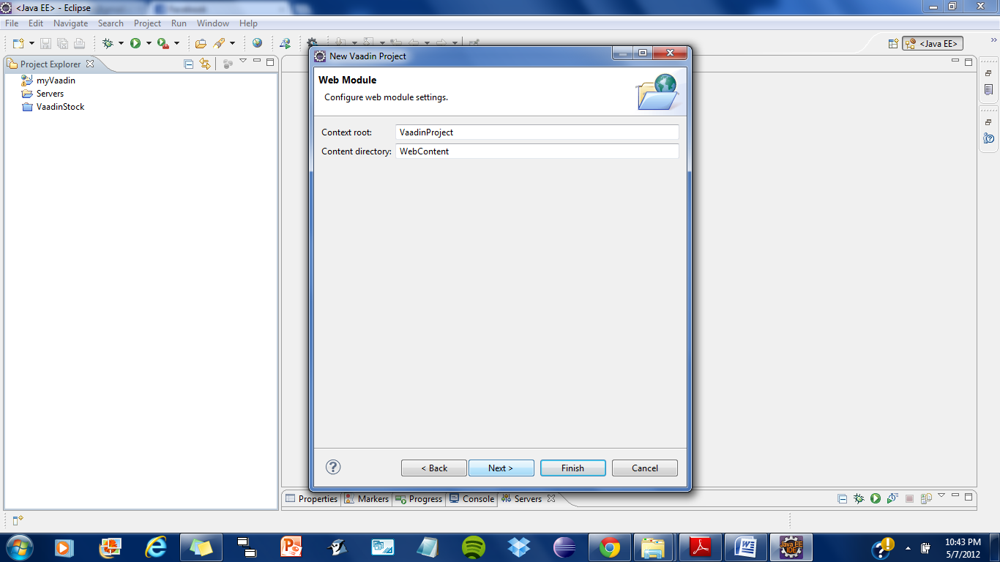 <Java EE> - Eclipse
File Edit Navigate Search Project Run Window Help
<Java EE>
Project Explorer
myVaadin
Servers
VaadinStock
New Vaadin Project
Web Module
Configure web module settings.
Context root: VaadinProject
Content directory: WebContent
< Back Next > Finish Cancel
Properties Markers Progress Console Servers
10:43 PM
5/7/2012